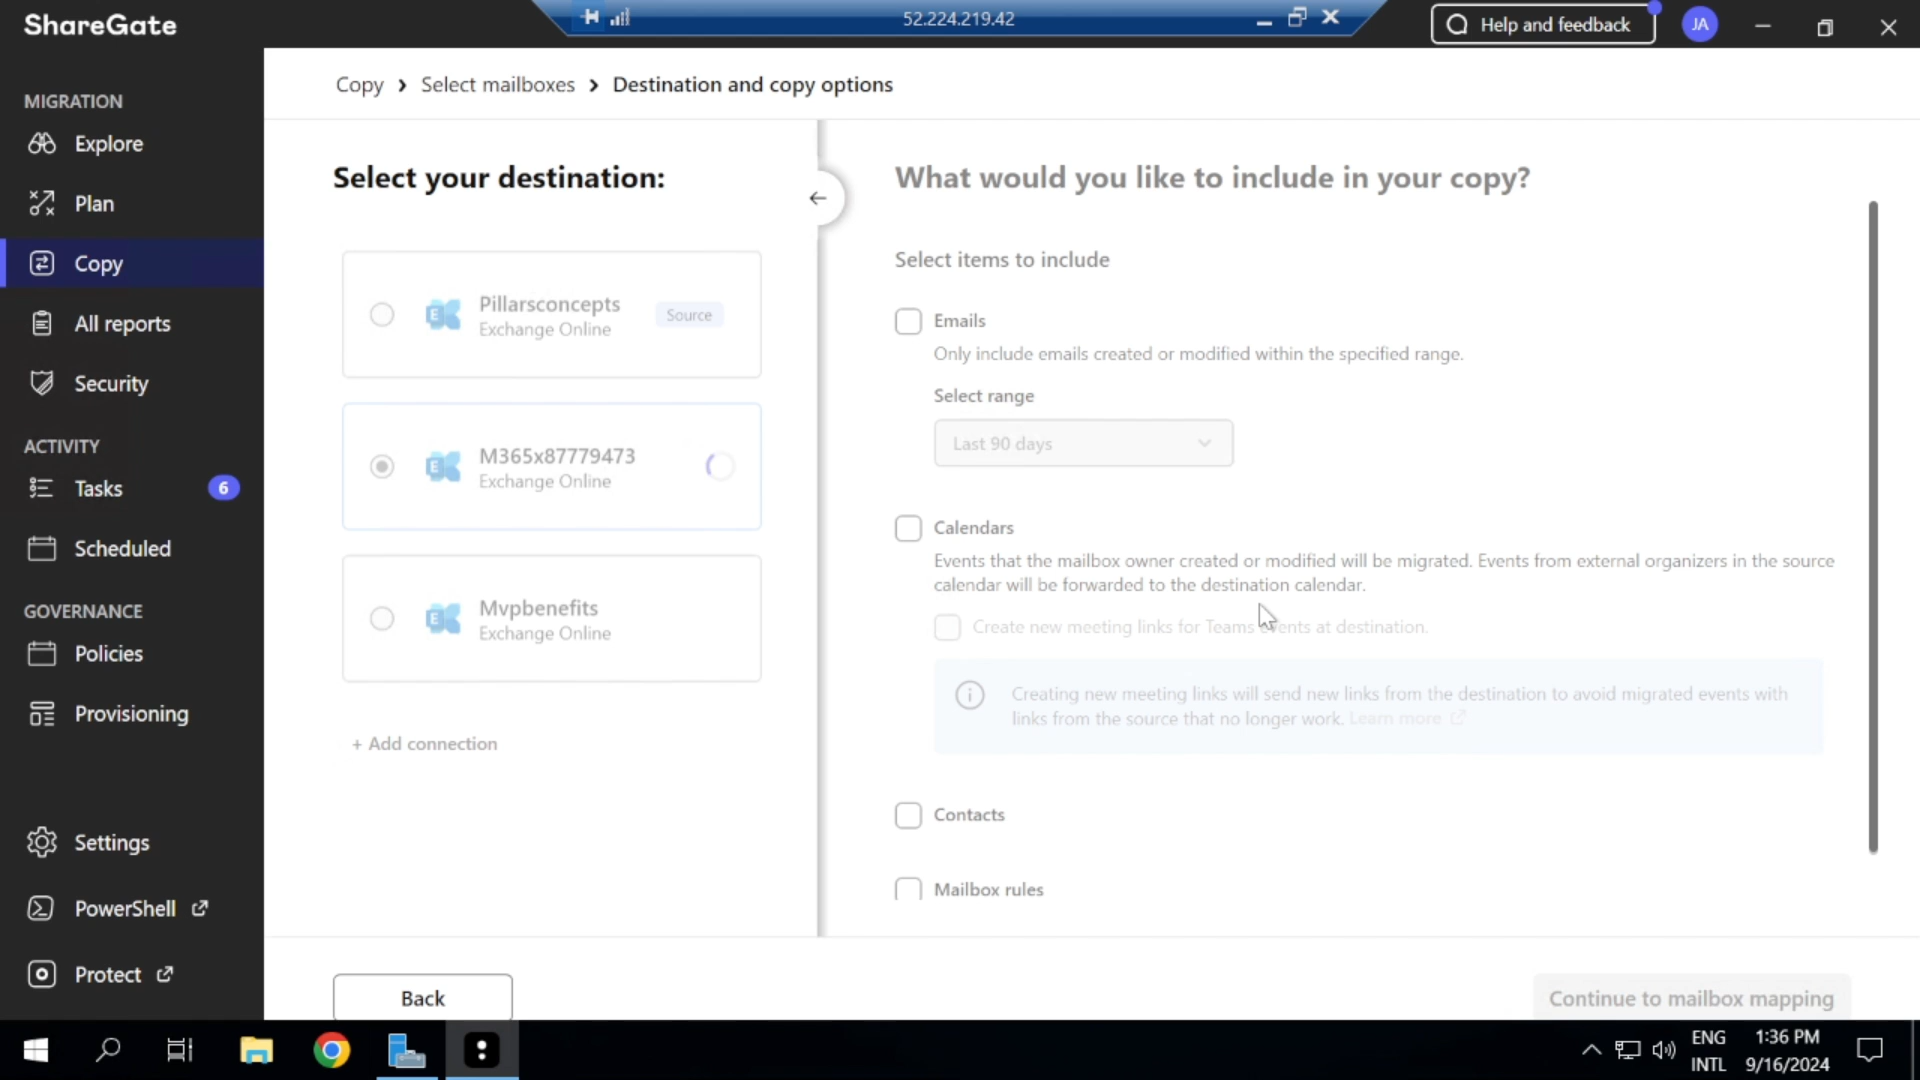 ShareGate
52.224.219.42
Help and feedback
JA
MIGRATION
Explore
Plan
Copy
All reports
Security
ACTIVITY
Tasks
6
Scheduled
GOVERNANCE
Policies
Provisioning
Settings
PowerShell
Protect
Copy > Select mailboxes > Destination and copy options
Select your destination:
Pillarsconcepts
Exchange Online
Source
M365x87779473
Exchange Online
Mvpbenefits
Exchange Online
+ Add connection
What would you like to include in your copy?
Select items to include
Emails
Only include emails created or modified within the specified range.
Select range
Last 90 days
Calendars
Events that the mailbox owner created or modified will be migrated. Events from external organizers in the source
calendar will be forwarded to the destination calendar.
Create new meeting links for Teams events at destination.
Creating new meeting links will send new links from the destination to avoid migrated events with
links from the source that no longer work. Learn more
Contacts
Mailbox rules
Back
Continue to mailbox mapping
ENG
INTL
1:36 PM
9/16/2024